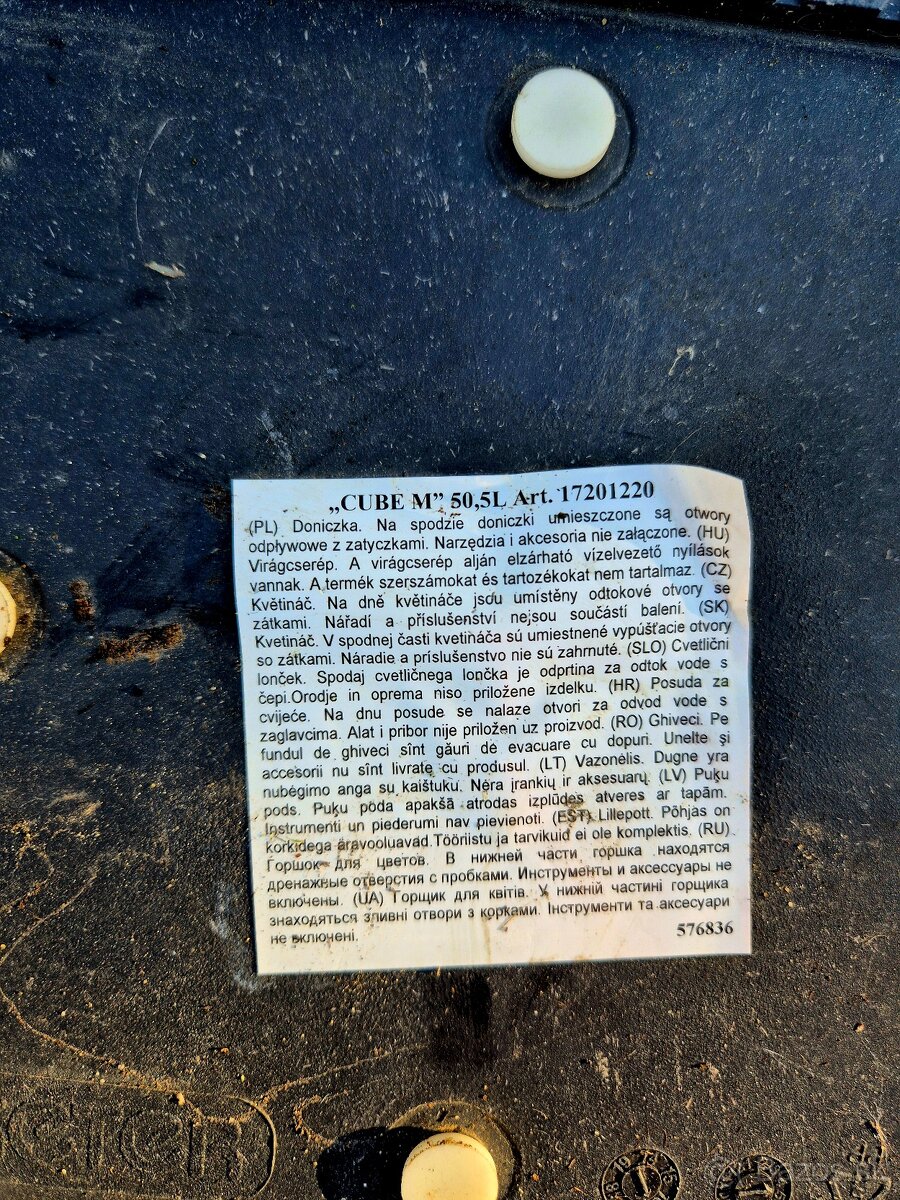 „CUBE M” 50,5L Art. 17201220
(PL) Doniczka. Na spodzie doniczki umieszczone są otwory
odpływowe z zatyczkami. Narzędzia i akcesoria nie załączone. (HU)
Virágcserép. A virágcserép alján elzárható vízelvezető nyílások
vannak. A termék szerszámokat és tartozékokat nem tartalmaz. (CZ)
Květináč. Na dně květináče jsou umístěny odtokové otvory se
zátkami. Nářadí a příslušenství nejsou součástí balení. (SK)
Kvetináč. V spodnej časti kvetináča sú umiestnené vypúšťacie otvory
so zátkami. Náradie a príslušenstvo nie sú zahrnuté. (SLO) Cvetlični
lonček. Spodaj cvetličnega lončka je odprtina za odtok vode s
čepi.Orodje in oprema niso priložene izdelku. (HR) Posuda za
cvijeće. Na dnu posude se nalaze otvori za odvod vode s
zaglavcima. Alat i pribor nije priložen uz proizvod. (RO) Ghiveci. Pe
fundul de ghiveci sînt găuri de evacuare cu dopuri. Unelte și
accesorii nu sînt livrate cu produsul. (LT) Vazonėlis. Dugne yra
nubėgimo anga su kaištuku. Nėra įrankių ir aksesuarų. (LV) Puķu
pods. Puķu poda apakšā atrodas izplūdes atveres ar tapām.
Instrumenti un piederumi nav pievienoti. (EST) Lillepott. Põhjas on
korkidega äravooluavad.Tööriistu ja tarvikuid ei ole komplektis. (RU)
Горшок для цветов. В нижней части горшка находятся
дренажные отверстия с пробками. Инструменты и аксессуары не
включены. (UA) Горщик для квітів. У нижній частині горщика
знаходяться зливні отвори з корками. Інструменти та аксесуари
не включені.
576836